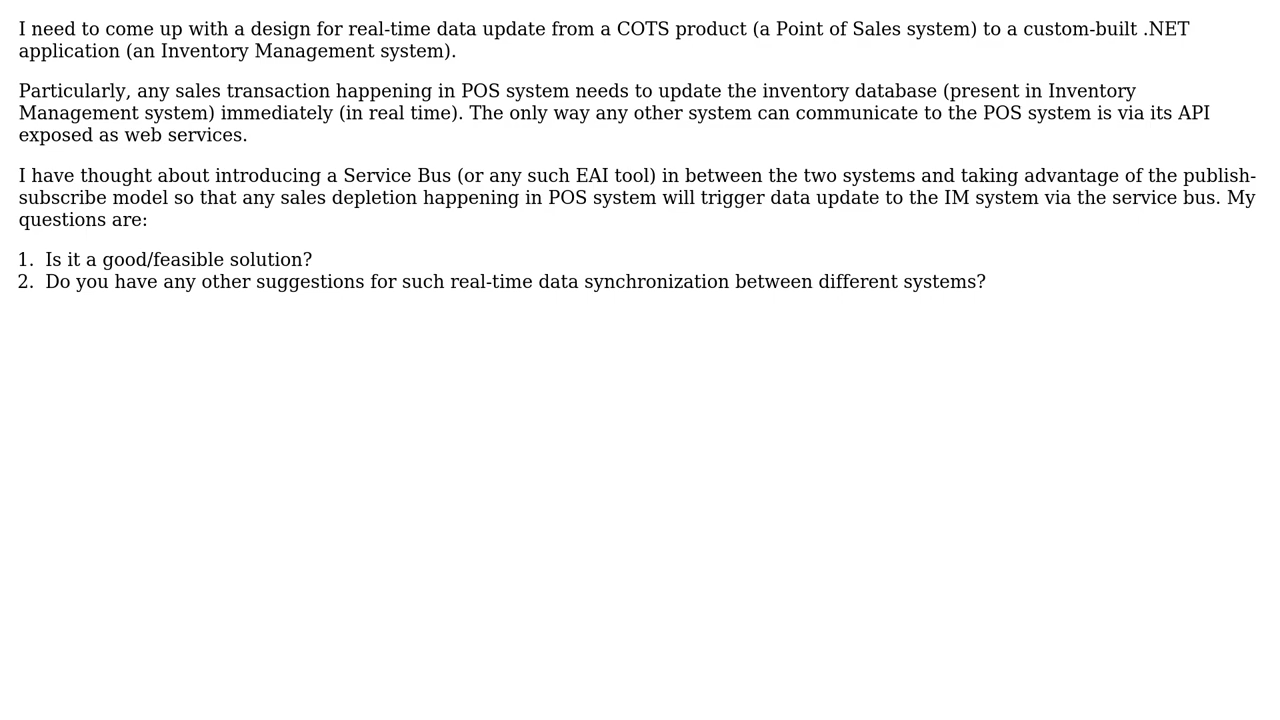 I need to come up with a design for real-time data update from a COTS product (a Point of Sales system) to a custom-built .NET
application (an Inventory Management system).
Particularly, any sales transaction happening in POS system needs to update the inventory database (present in Inventory
Management system) immediately (in real time). The only way any other system can communicate to the POS system is via its API
exposed as web services.
I have thought about introducing a Service Bus (or any such EAI tool) in between the two systems and taking advantage of the publish-
subscribe model so that any sales depletion happening in POS system will trigger data update to the IM system via the service bus. My
questions are:
1. Is it a good/feasible solution?
2. Do you have any other suggestions for such real-time data synchronization between different systems?